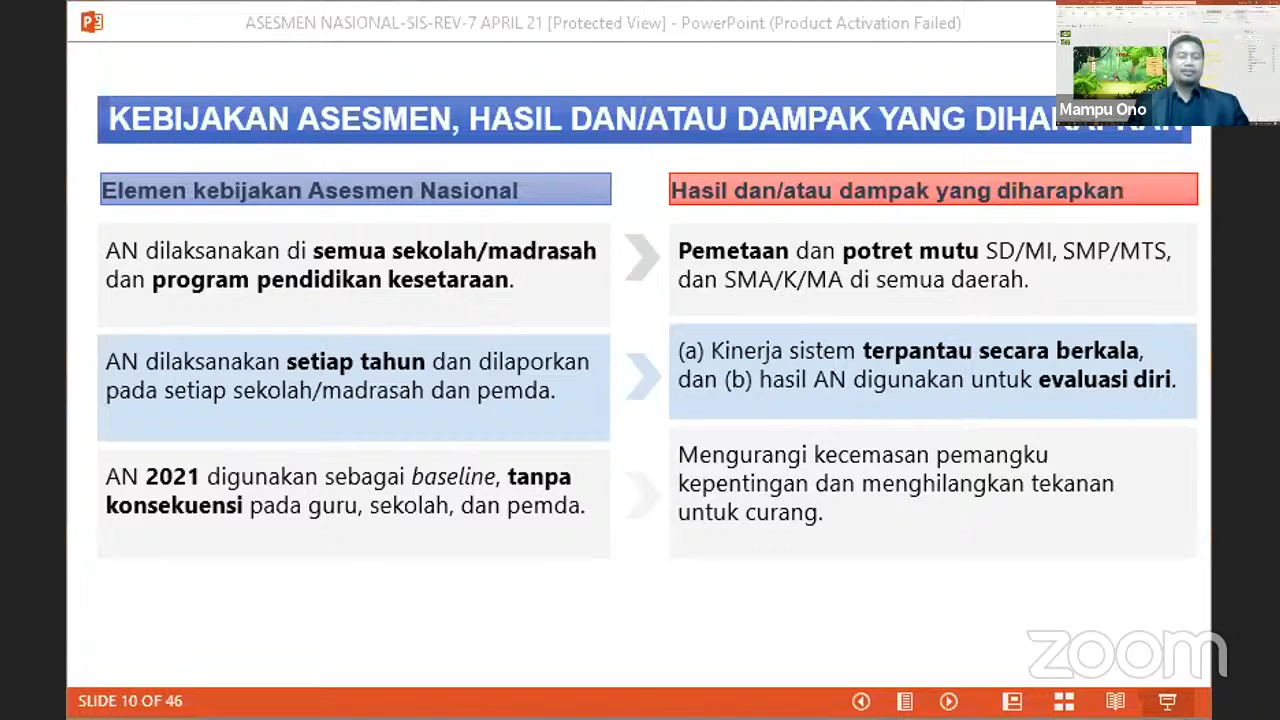 ASESMEN NASIONAL-SIB-REV-7 APRIL 21 [Protected View] - PowerPoint (Product Activation Failed)
Mampu Ono
KEBIJAKAN ASESMEN, HASIL DAN/ATAU DAMPAK YANG DIHARAPKAN
Elemen kebijakan Asesmen Nasional
Hasil dan/atau dampak yang diharapkan
AN dilaksanakan di semua sekolah/madrasah
dan program pendidikan kesetaraan.
Pemetaan dan potret mutu SD/MI, SMP/MTS,
dan SMA/K/MA di semua daerah.
AN dilaksanakan setiap tahun dan dilaporkan
pada setiap sekolah/madrasah dan pemda.
(a) Kinerja sistem terpantau secara berkala,
dan (b) hasil AN digunakan untuk evaluasi diri.
AN 2021 digunakan sebagai baseline, tanpa
konsekuensi pada guru, sekolah, dan pemda.
Mengurangi kecemasan pemangku
kepentingan dan menghilangkan tekanan
untuk curang.
zoom
SLIDE 10 OF 46